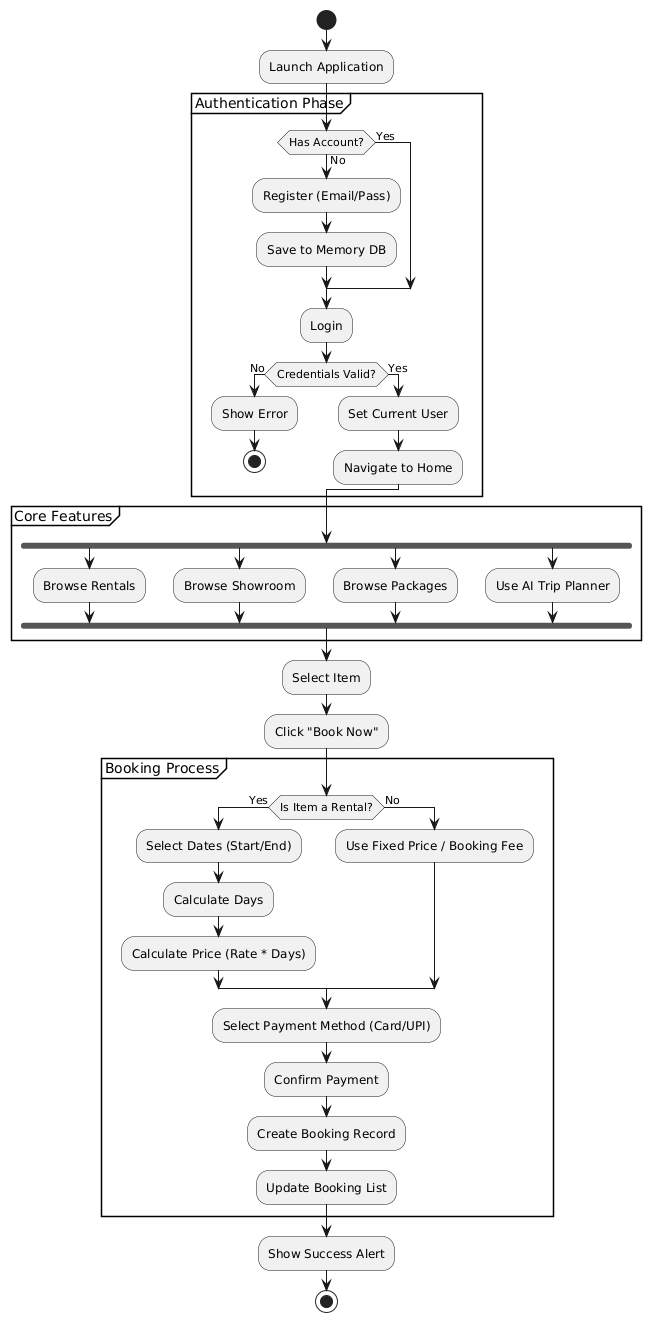 Launch Application
Authentication Phase
Has Account?
Yes
No
Register (Email/Pass)
Save to Memory DB
Login
Credentials Valid?
No
Yes
Show Error
Set Current User
Navigate to Home
Core Features
Browse Rentals
Browse Showroom
Browse Packages
Use AI Trip Planner
Select Item
Click "Book Now"
Booking Process
Is Item a Rental?
Yes
No
Select Dates (Start/End)
Use Fixed Price / Booking Fee
Calculate Days
Calculate Price (Rate * Days)
Select Payment Method (Card/UPI)
Confirm Payment
Create Booking Record
Update Booking List
Show Success Alert